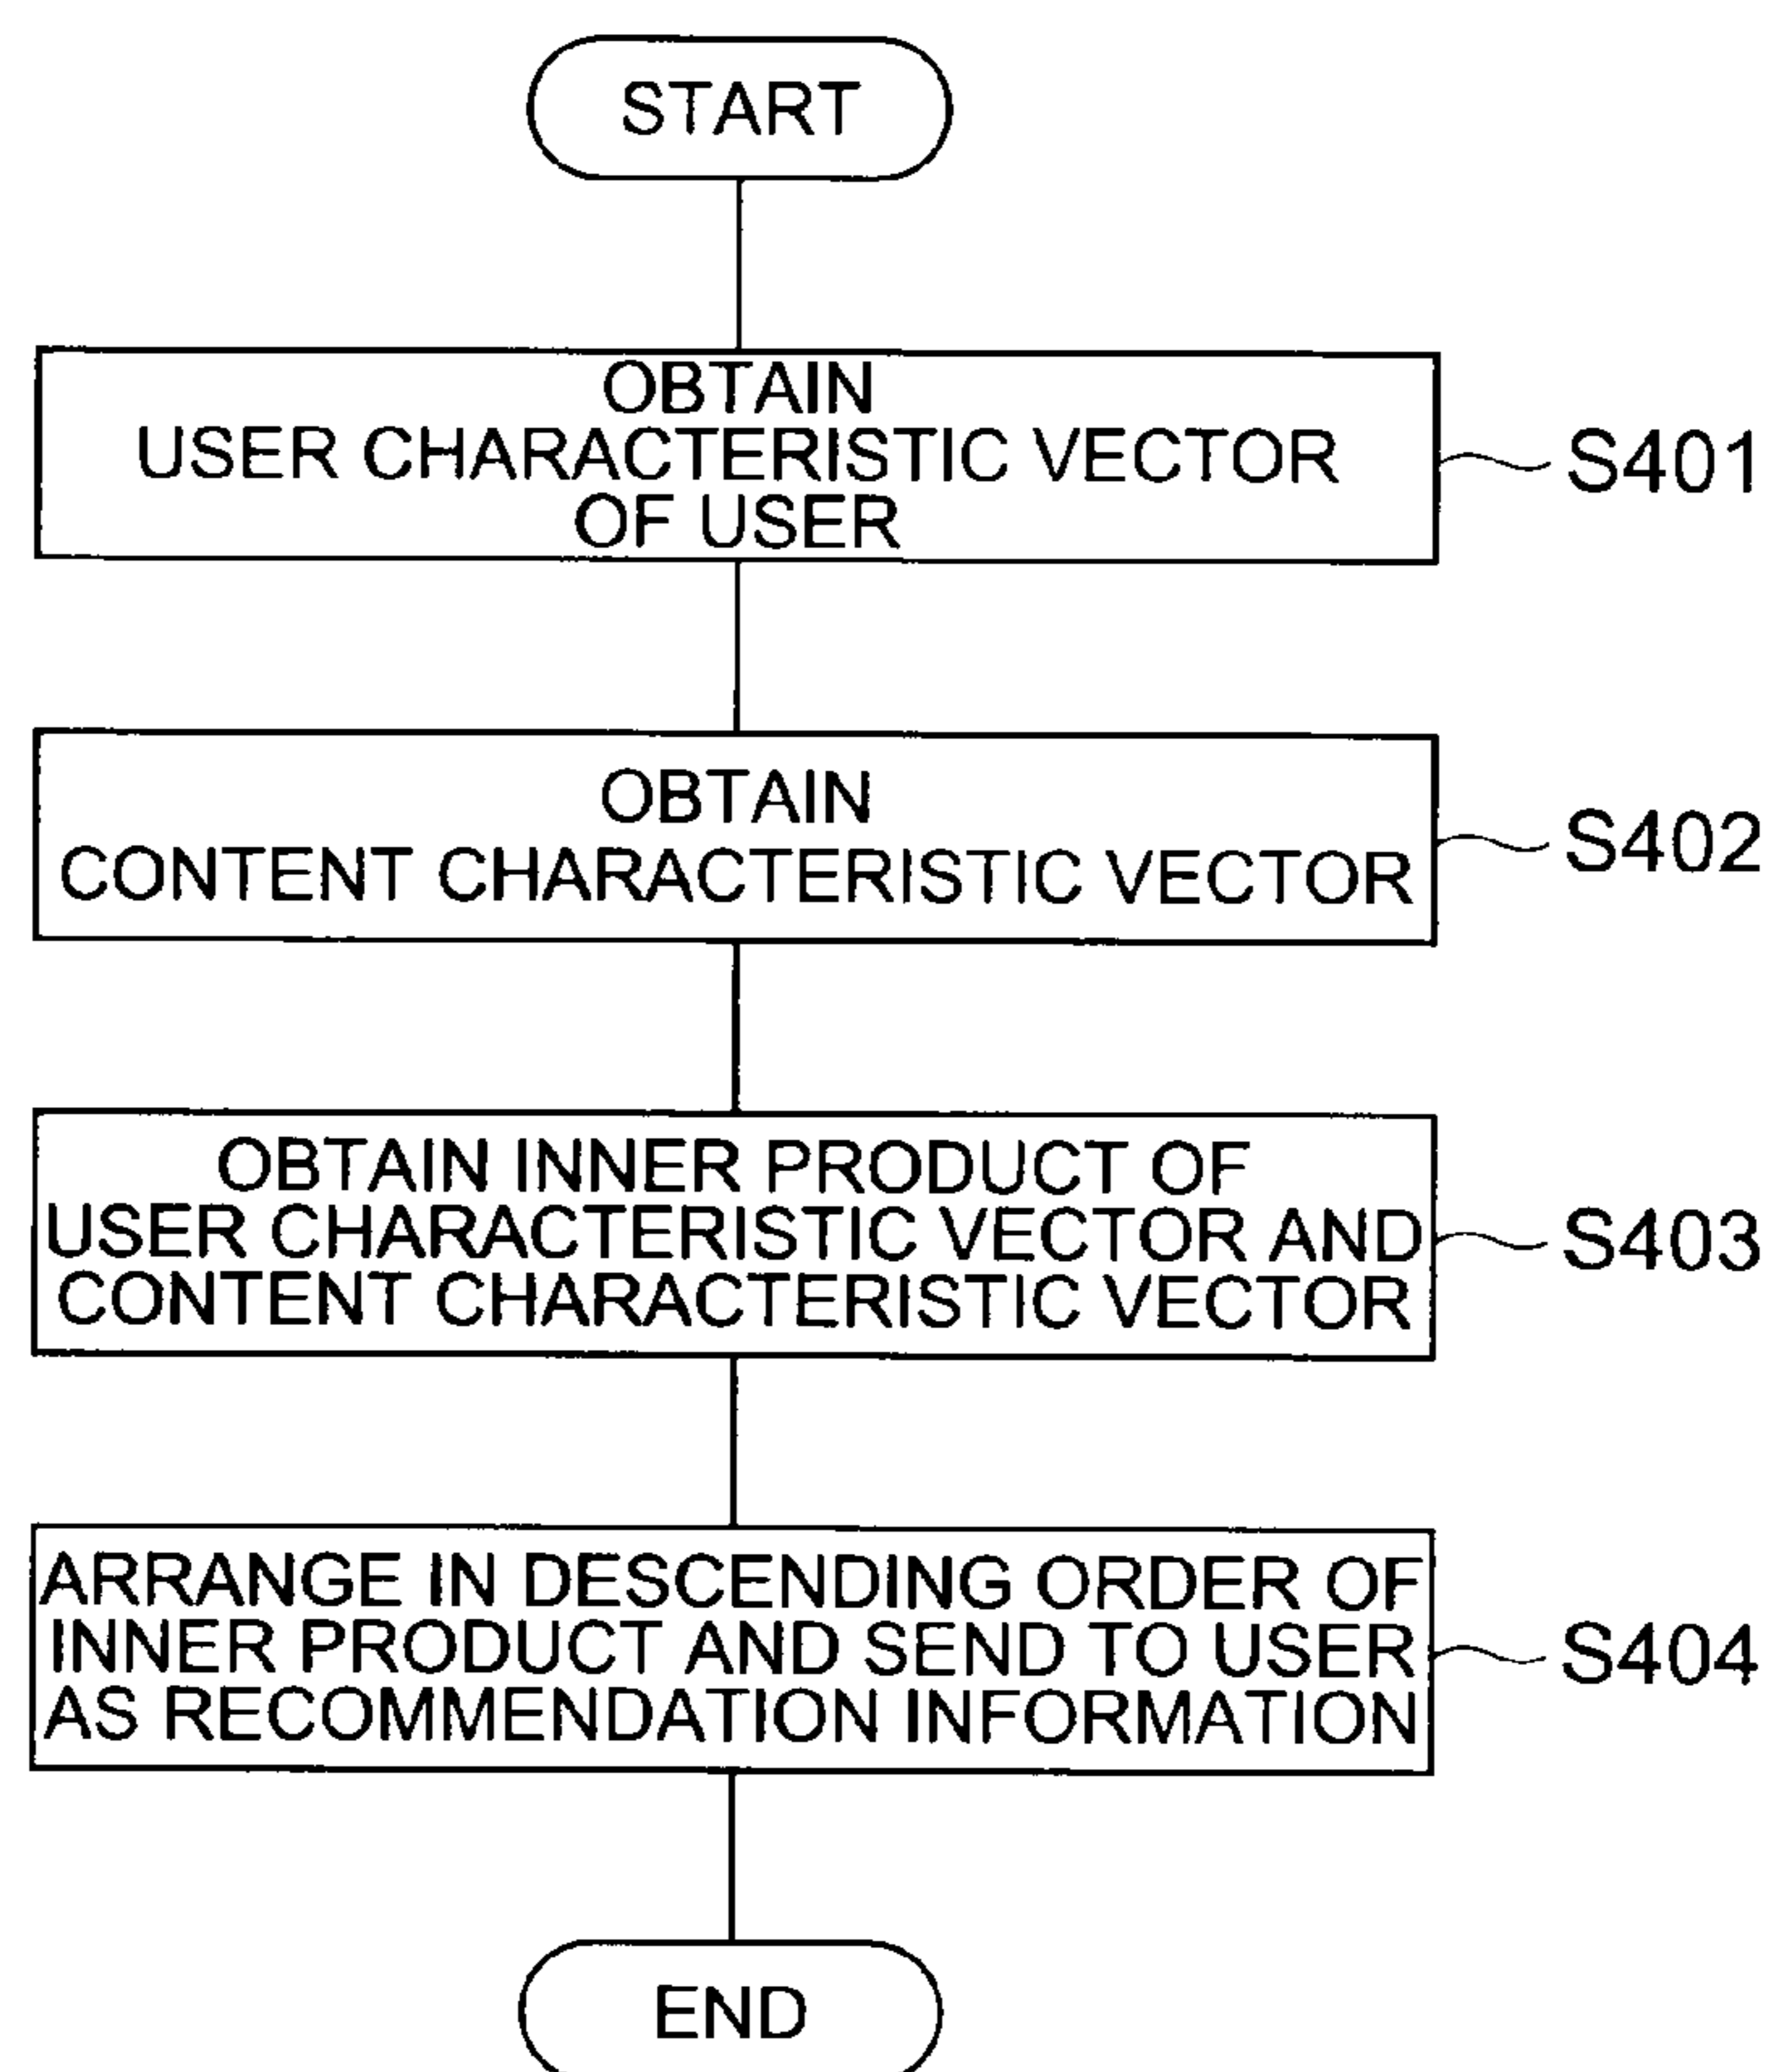 START
OBTAIN
USER CHARACTERISTIC VECTOR
OF USER
S401
OBTAIN
CONTENT CHARACTERISTIC VECTOR
S402
OBTAIN INNER PRODUCT OF
USER CHARACTERISTIC VECTOR AND
CONTENT CHARACTERISTIC VECTOR
S403
ARRANGE IN DESCENDING ORDER OF
INNER PRODUCT AND SEND TO USER
AS RECOMMENDATION INFORMATION
S404
END